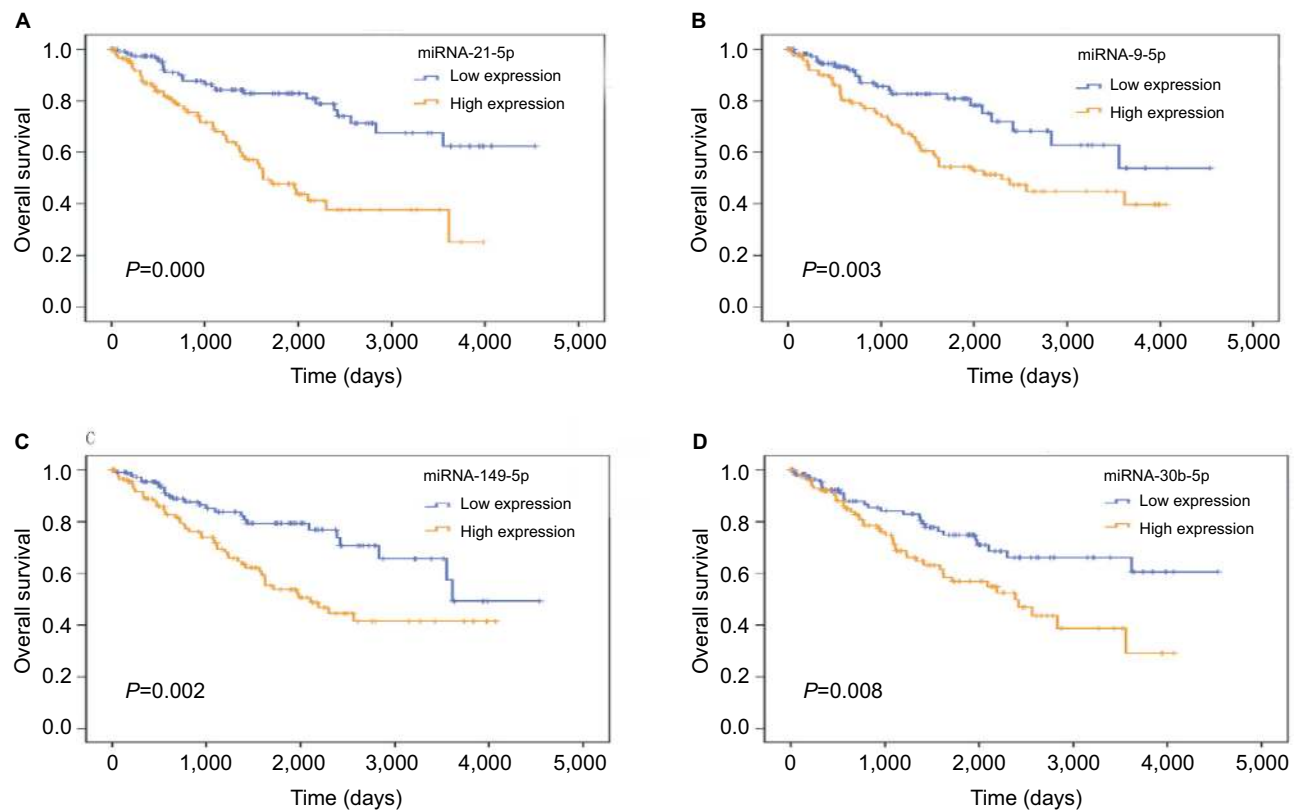 A
miRNA-21-5p
Low expression
High expression
1.0
0.8
0.6
0.4
0.2
0.0
Overall survival
P=0.000
0 1,000 2,000 3,000 4,000 5,000
Time (days)
B
miRNA-9-5p
Low expression
High expression
1.0
0.8
0.6
0.4
0.2
0.0
Overall survival
P=0.003
0 1,000 2,000 3,000 4,000 5,000
Time (days)
C
C
miRNA-149-5p
Low expression
High expression
1.0
0.8
0.6
0.4
0.2
0.0
Overall survival
P=0.002
0 1,000 2,000 3,000 4,000 5,000
Time (days)
D
miRNA-30b-5p
Low expression
High expression
1.0
0.8
0.6
0.4
0.2
0.0
Overall survival
P=0.008
0 1,000 2,000 3,000 4,000 5,000
Time (days)